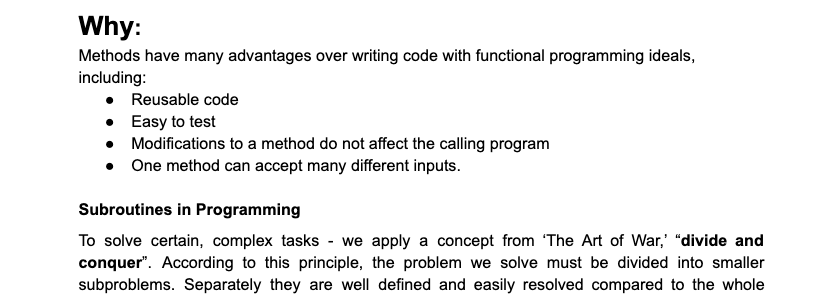 Why:
Methods have many advantages over writing code with functional programming ideals,
including:
● Reusable code
● Easy to test
● Modifications to a method do not affect the calling program
● One method can accept many different inputs.
Subroutines in Programming
To solve certain, complex tasks - we apply a concept from ‘The Art of War,’ “divide and
conquer”. According to this principle, the problem we solve must be divided into smaller
subproblems. Separately they are well defined and easily resolved compared to the whole